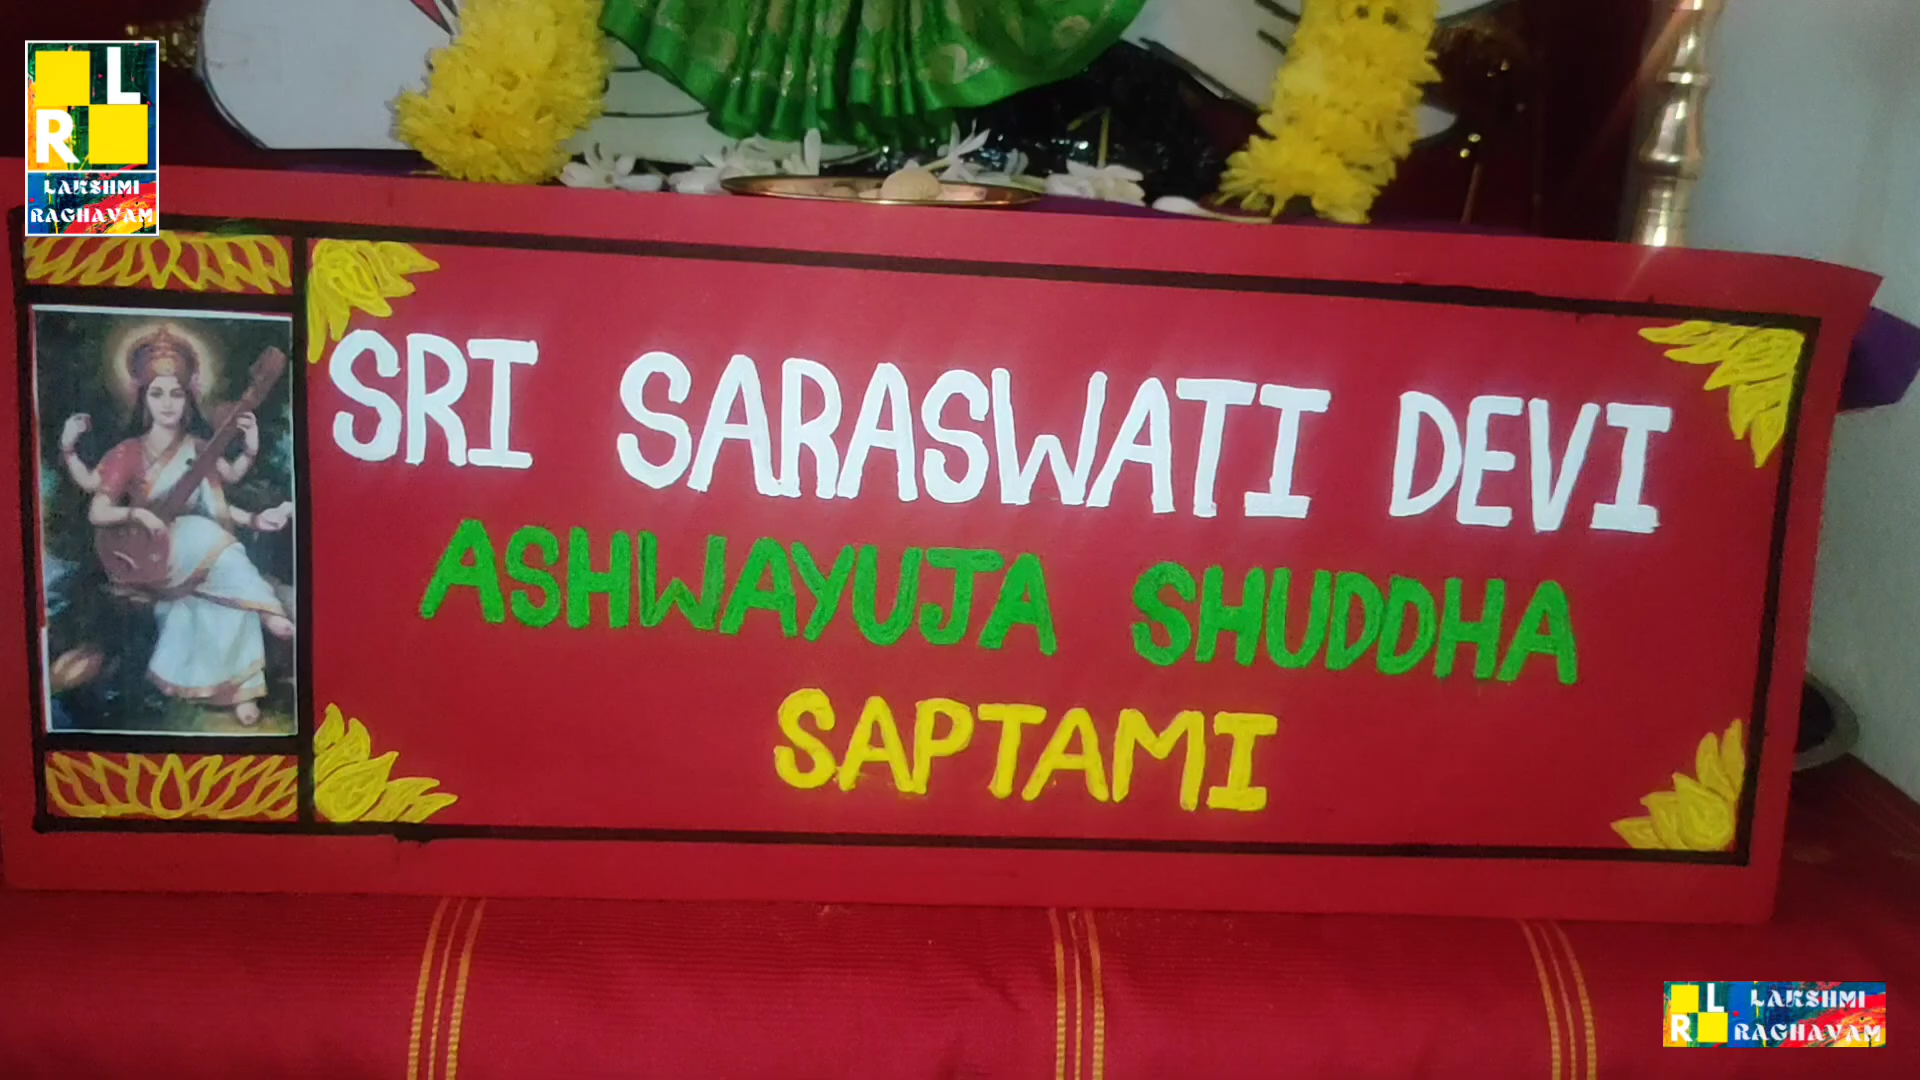 L
R
LAKSHMI
RAGHAVAM
SRI SARASWATI DEVI
ASHWAYUJA SHUDDHA
SAPTAMI
L
R
LAKSHMI
RAGHAVAM